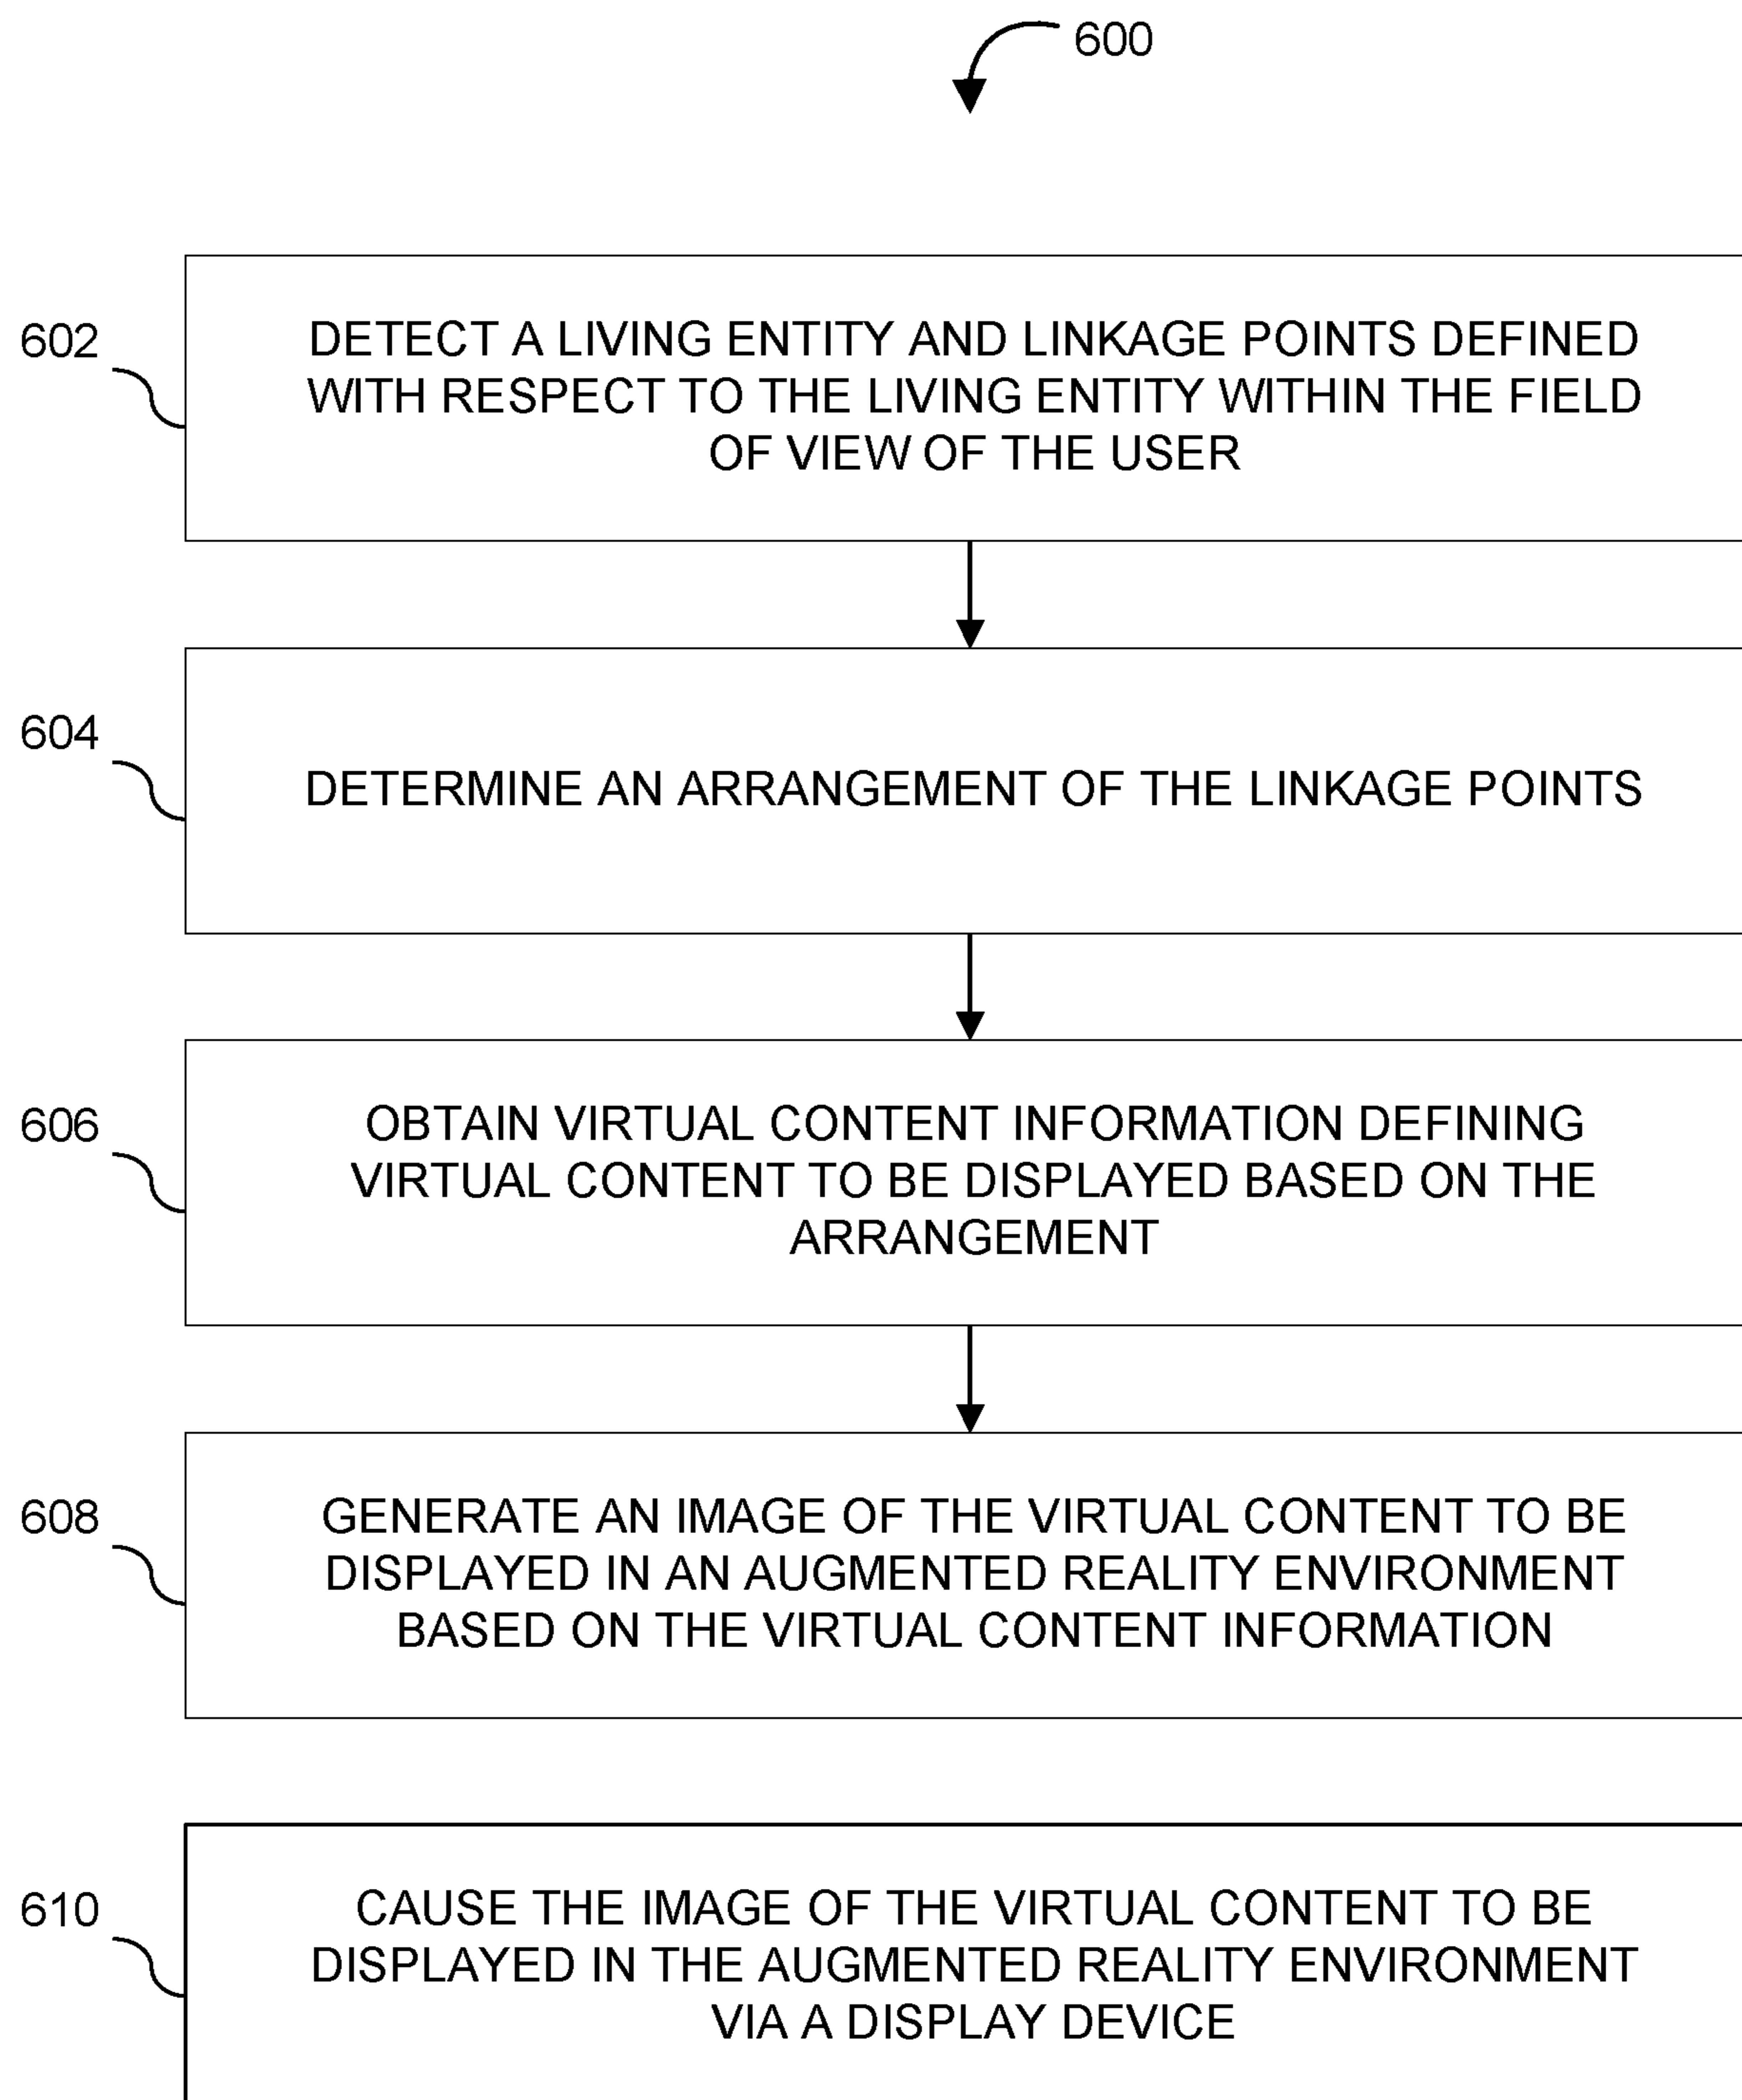 600
602
DETECT A LIVING ENTITY AND LINKAGE POINTS DEFINED
WITH RESPECT TO THE LIVING ENTITY WITHIN THE FIELD
OF VIEW OF THE USER
604
DETERMINE AN ARRANGEMENT OF THE LINKAGE POINTS
606
OBTAIN VIRTUAL CONTENT INFORMATION DEFINING
VIRTUAL CONTENT TO BE DISPLAYED BASED ON THE
ARRANGEMENT
608
GENERATE AN IMAGE OF THE VIRTUAL CONTENT TO BE
DISPLAYED IN AN AUGMENTED REALITY ENVIRONMENT
BASED ON THE VIRTUAL CONTENT INFORMATION
610
CAUSE THE IMAGE OF THE VIRTUAL CONTENT TO BE
DISPLAYED IN THE AUGMENTED REALITY ENVIRONMENT
VIA A DISPLAY DEVICE